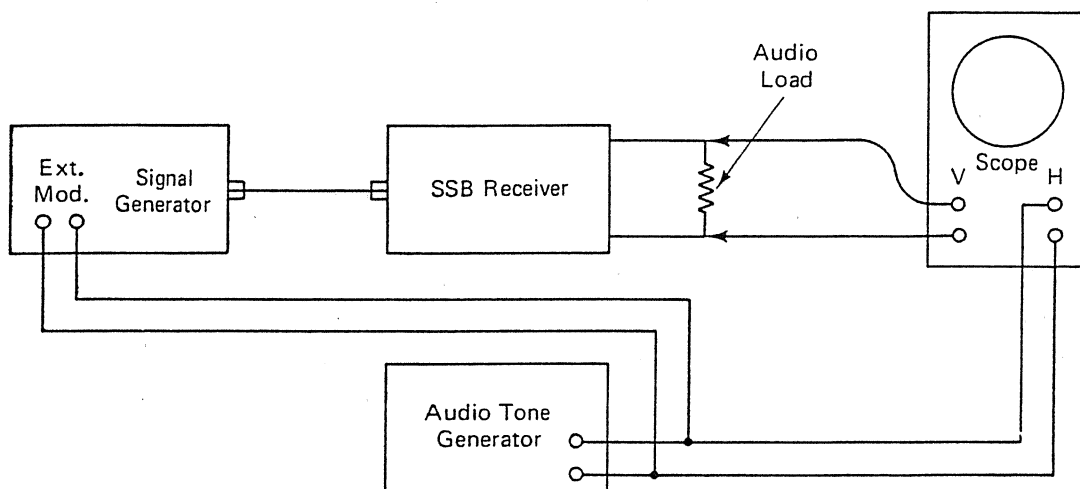 Audio
Load
Ext.
Mod.
Signal
Generator
SSB Receiver
Scope
V
H
Audio Tone
Generator